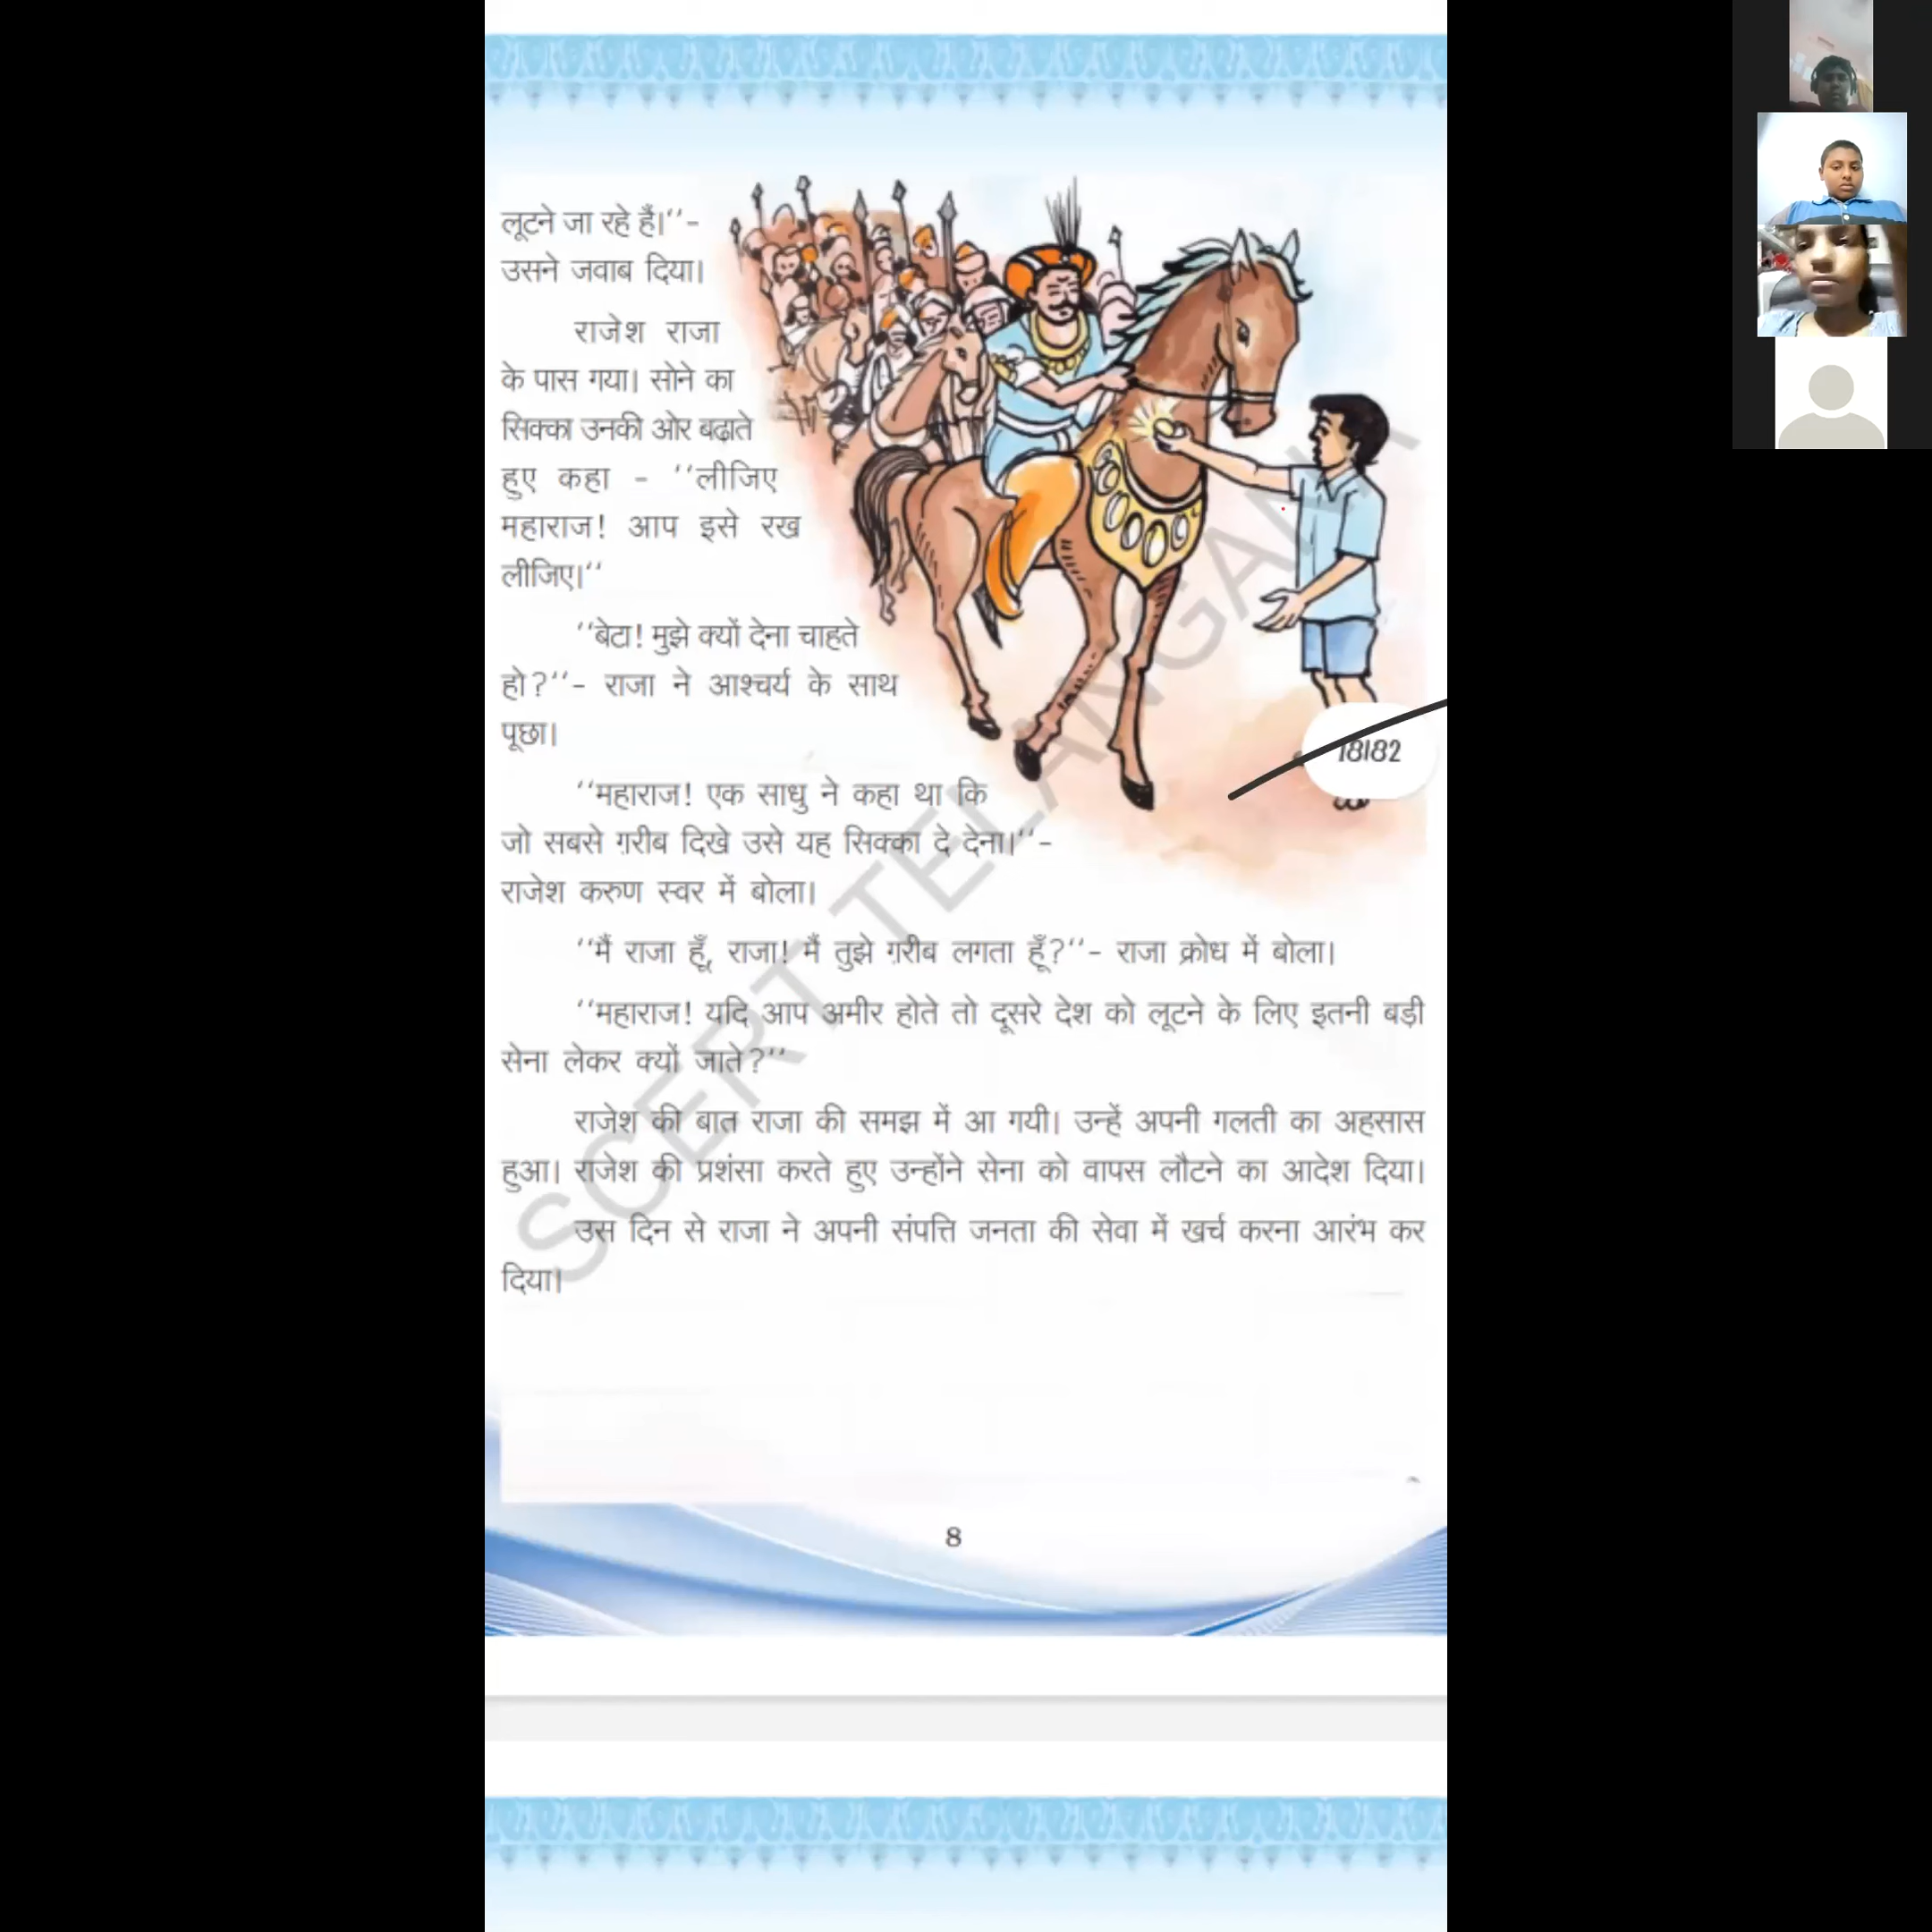 लूटने जा रहे हैं।’’-
उसने जवाब दिया।
राजेश राजा
के पास गया। सोने का
सिक्का उनकी ओर बढ़ाते
हुए कहा - ‘‘लीजिए
महाराज! आप इसे रख
लीजिए।‘‘
‘‘बेटा! मुझे क्यों देना चाहते
हो?‘‘- राजा ने आश्चर्य के साथ
पूछा।
‘‘महाराज! एक साधु ने कहा था कि
जो सबसे ग़रीब दिखे उसे यह सिक्का दे देना।‘‘-
राजेश करुण स्वर में बोला।
‘‘मैं राजा हूँ, राजा! मैं तुझे ग़रीब लगता हूँ?‘‘- राजा क्रोध में बोला।
‘‘महाराज! यदि आप अमीर होते तो दूसरे देश को लूटने के लिए इतनी बड़ी
सेना लेकर क्यों जाते?‘‘
राजेश की बात राजा की समझ में आ गयी। उन्हें अपनी गलती का अहसास
हुआ। राजेश की प्रशंसा करते हुए उन्होंने सेना को वापस लौटने का आदेश दिया।
उस दिन से राजा ने अपनी संपत्ति जनता की सेवा में खर्च करना आरंभ कर
दिया।
8
18|82
SCERT TELANGANA